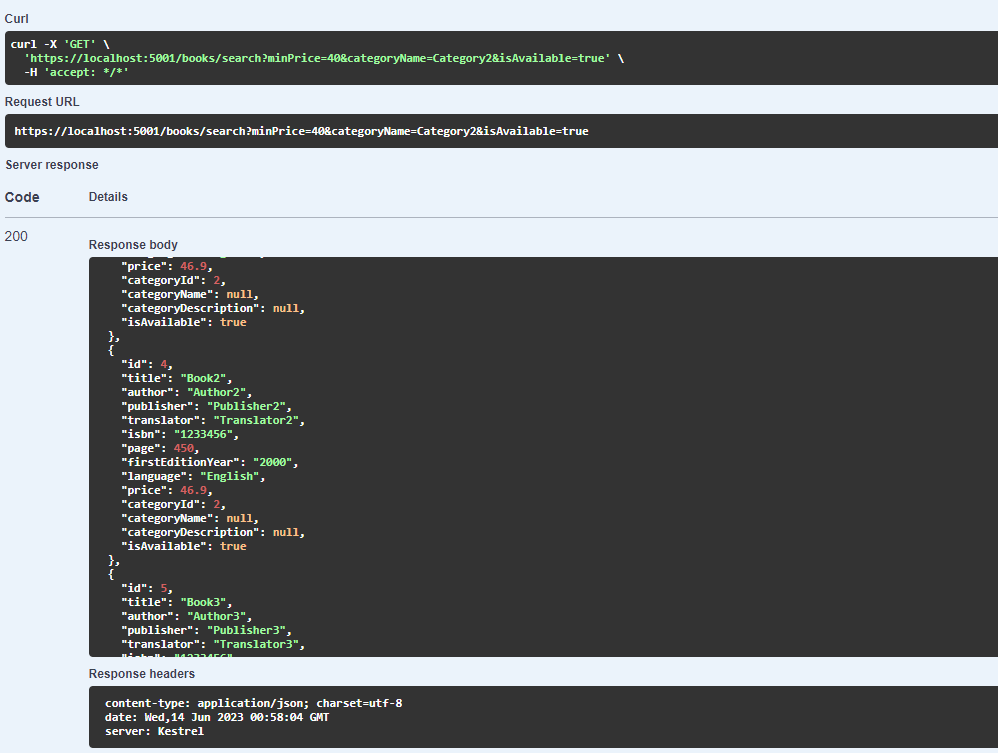 Curl
curl -X 'GET' \
  'https://localhost:5001/books/search?minPrice=40&categoryName=Category2&isAvailable=true' \
  -H 'accept: */*'
Request URL
https://localhost:5001/books/search?minPrice=40&categoryName=Category2&isAvailable=true
Server response
Code Details
200
Response body
    "price": 46.9,
    "categoryId": 2,
    "categoryName": null,
    "categoryDescription": null,
    "isAvailable": true
  },
  {
    "id": 4,
    "title": "Book2",
    "author": "Author2",
    "publisher": "Publisher2",
    "translator": "Translator2",
    "isbn": "1233456",
    "page": 450,
    "firstEditionYear": "2000",
    "language": "English",
    "price": 46.9,
    "categoryId": 2,
    "categoryName": null,
    "categoryDescription": null,
    "isAvailable": true
  },
  {
    "id": 5,
    "title": "Book3",
    "author": "Author3",
    "publisher": "Publisher3",
    "translator": "Translator3",
    "isbn": "1233456"
Response headers
content-type: application/json; charset=utf-8
date: Wed,14 Jun 2023 00:58:04 GMT
server: Kestrel